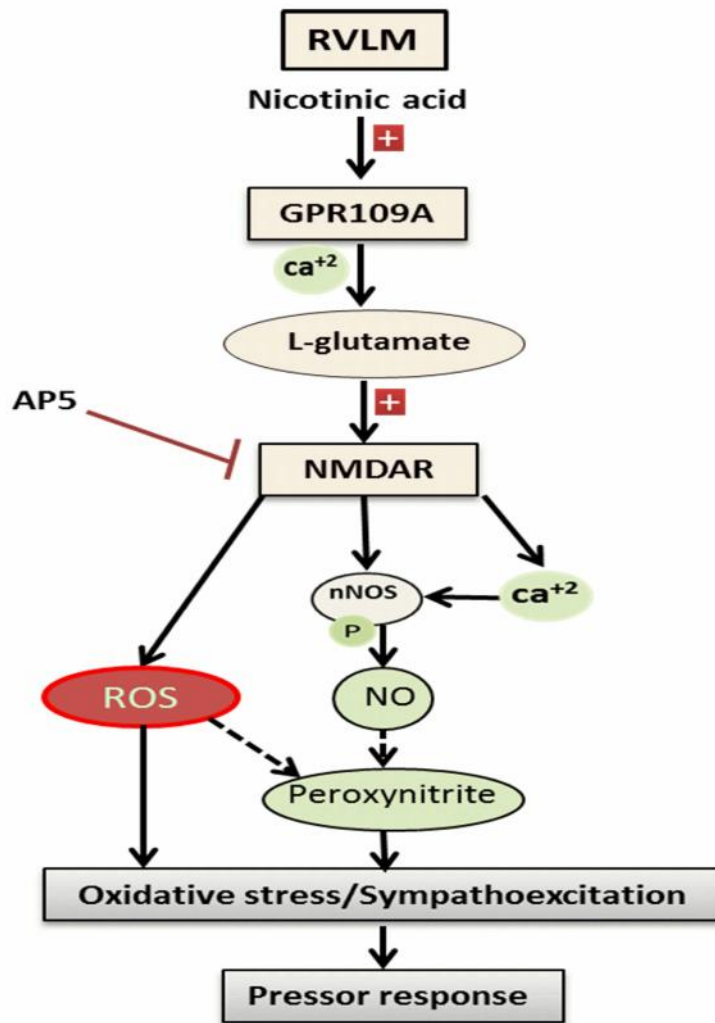 RVLM
Nicotinic acid
+
GPR109A
ca⁺²
L-glutamate
+
AP5
NMDAR
nNOS
ca⁺²
P
ROS
NO
Peroxynitrite
Oxidative stress/Sympathoexcitation
Pressor response